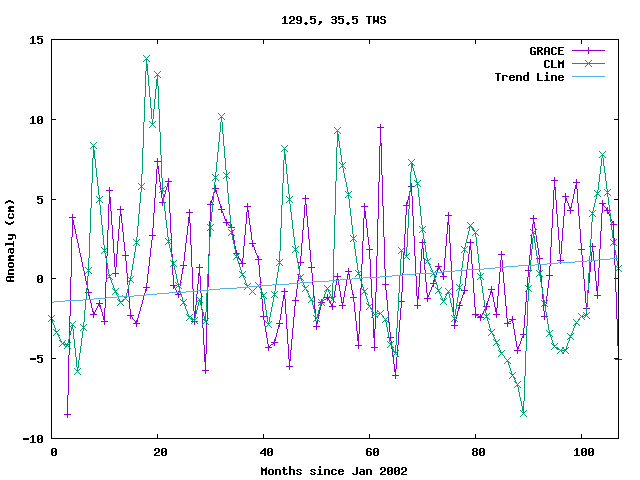 129.5, 35.5 TWS
15
GRACE
CLM
Trend Line
10
5
0
-5
-10
Anomaly (cm)
0 20 40 60 80 100
Months since Jan 2002